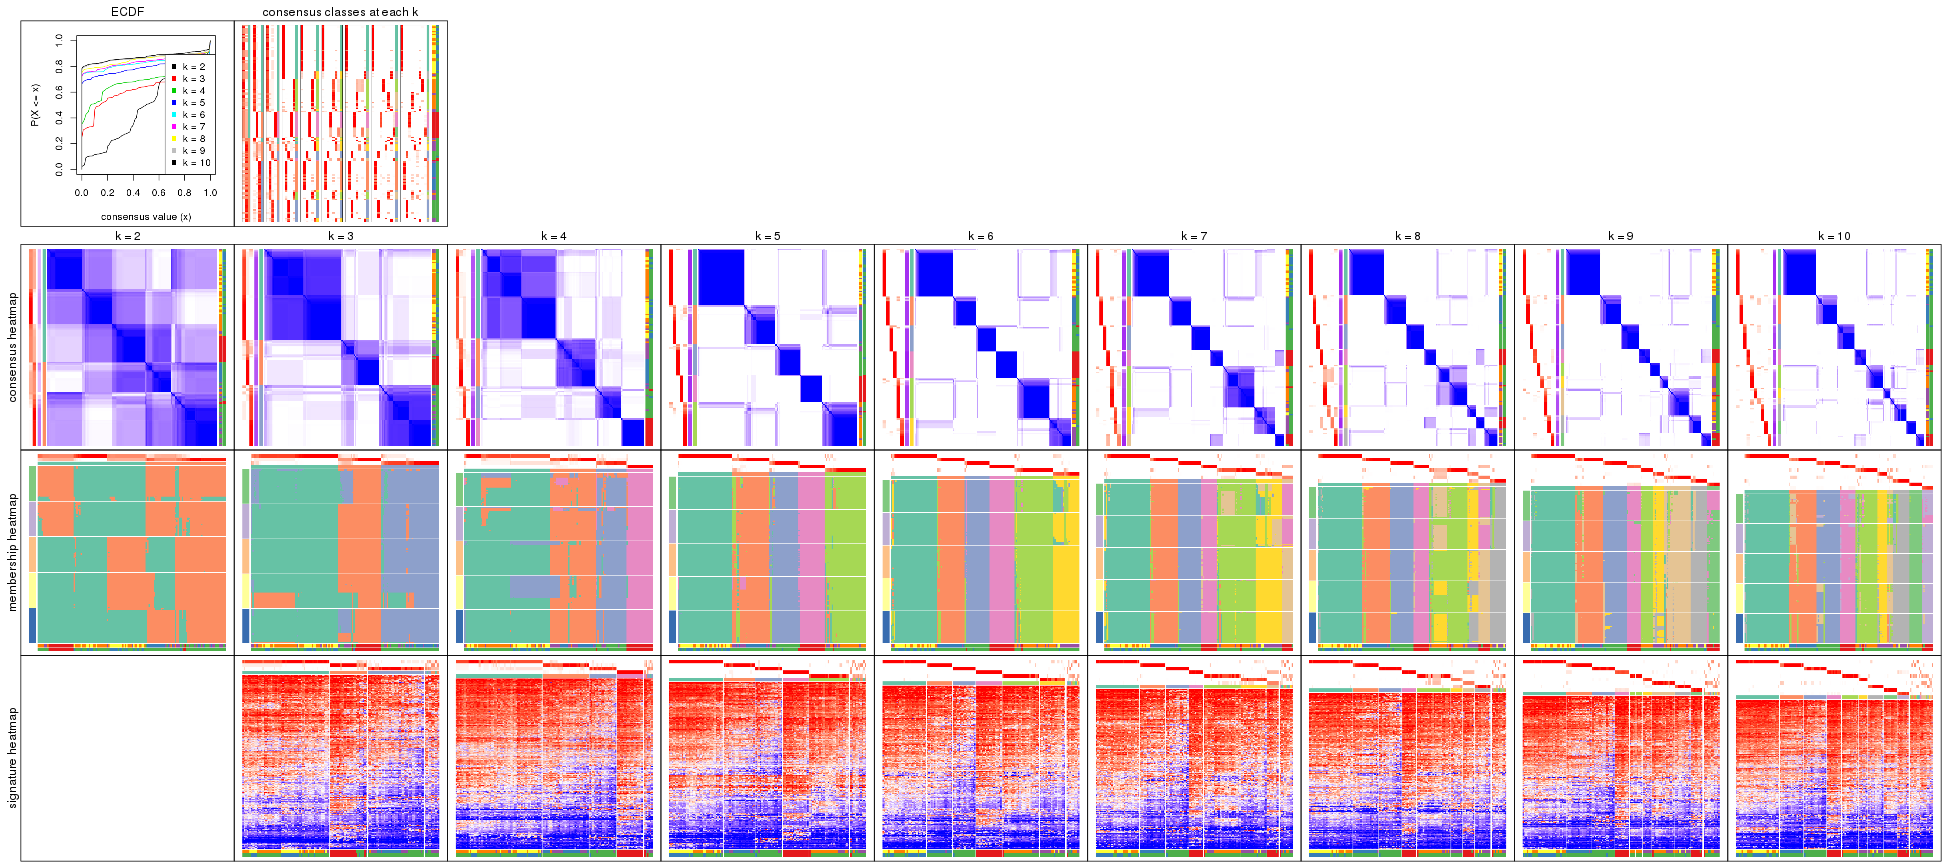 ECDF
consensus classes at each k
P(X <= x)
0.0 0.2 0.4 0.6 0.8 1.0
k = 2
k = 3
k = 4
k = 5
k = 6
k = 7
k = 8
k = 9
k = 10
0.0 0.2 0.4 0.6 0.8 1.0
consensus value (x)
k = 2
k = 3
k = 4
k = 5
k = 6
k = 7
k = 8
k = 9
k = 10
consensus heatmap
membership heatmap
signature heatmap